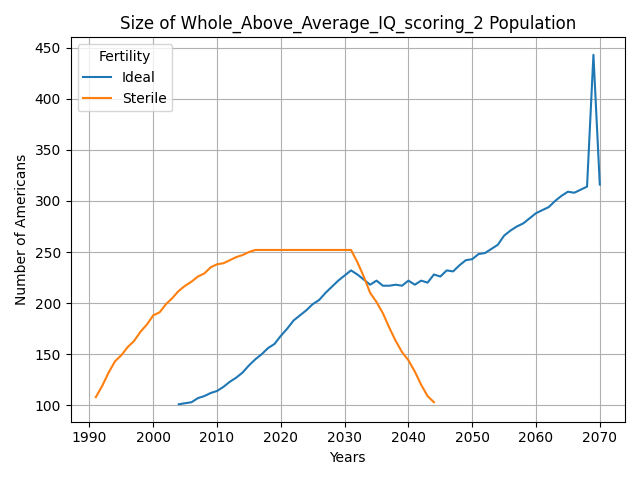 Size of Whole_Above_Average_IQ_scoring_2 Population
Fertility
Ideal
Sterile
Number of Americans
450
400
350
300
250
200
150
100
1990 2000 2010 2020 2030 2040 2050 2060 2070
Years